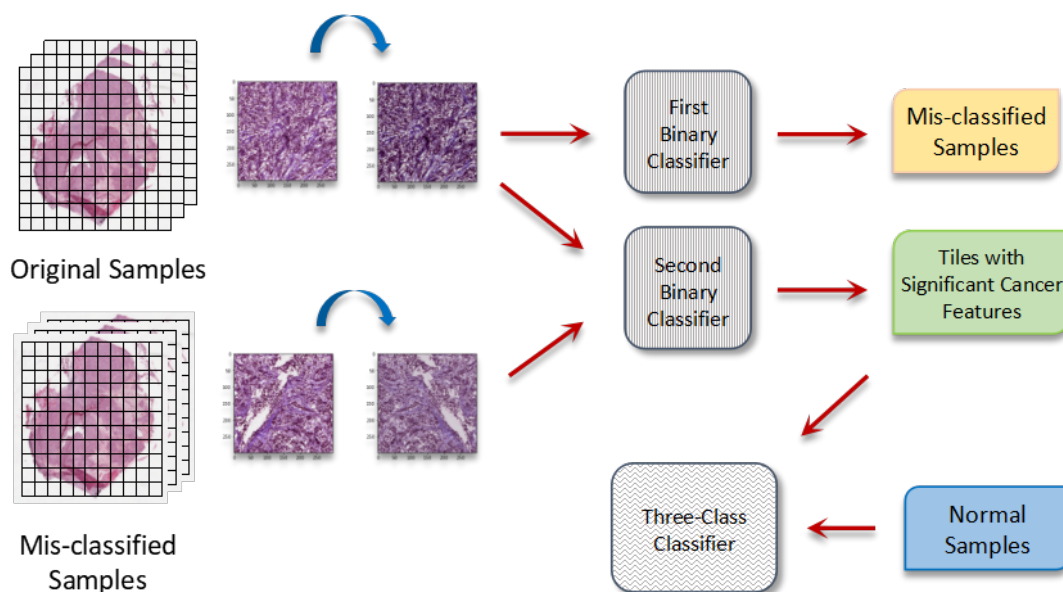 First
Binary
Classifier
Mis-classified
Samples
Original Samples
Second
Binary
Classifier
Tiles with
Significant Cancer
Features
Mis-classified
Samples
Three-Class
Classifier
Normal
Samples